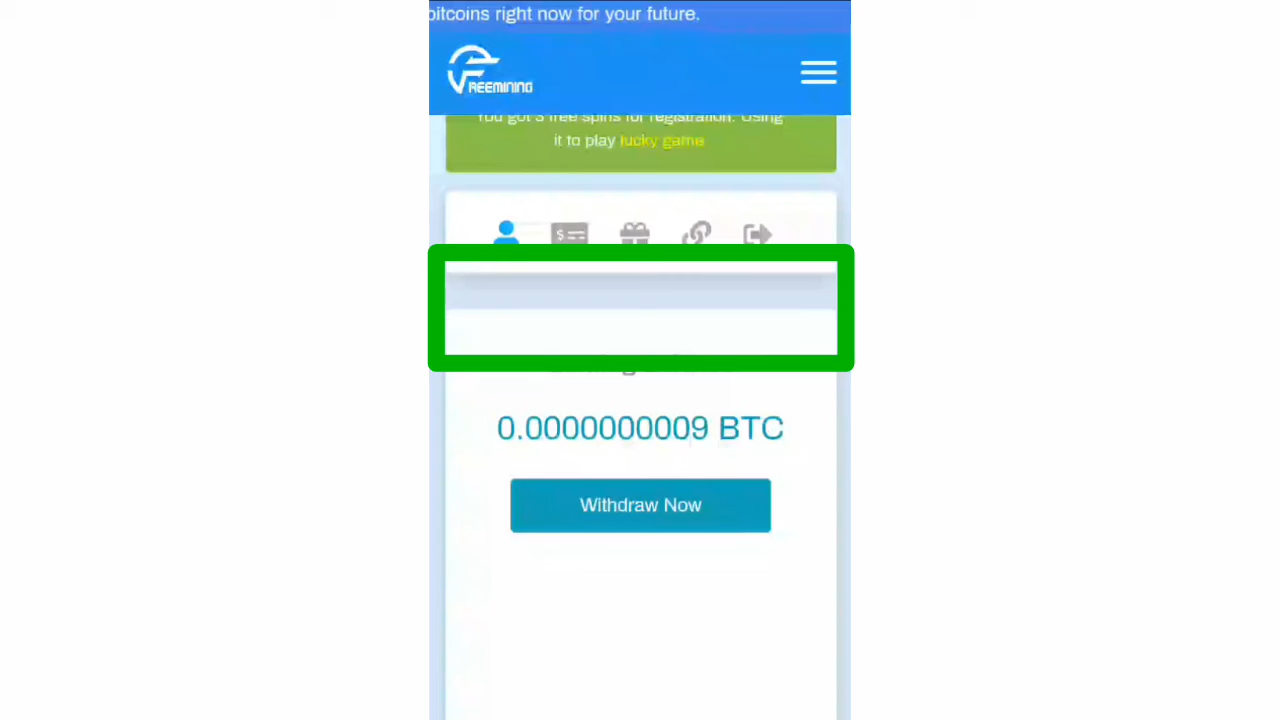 bitcoins right now for your future.
FREEMINING
You got 3 free spins for registration. Using
it to play lucky game
0.0000000009 BTC
Withdraw Now